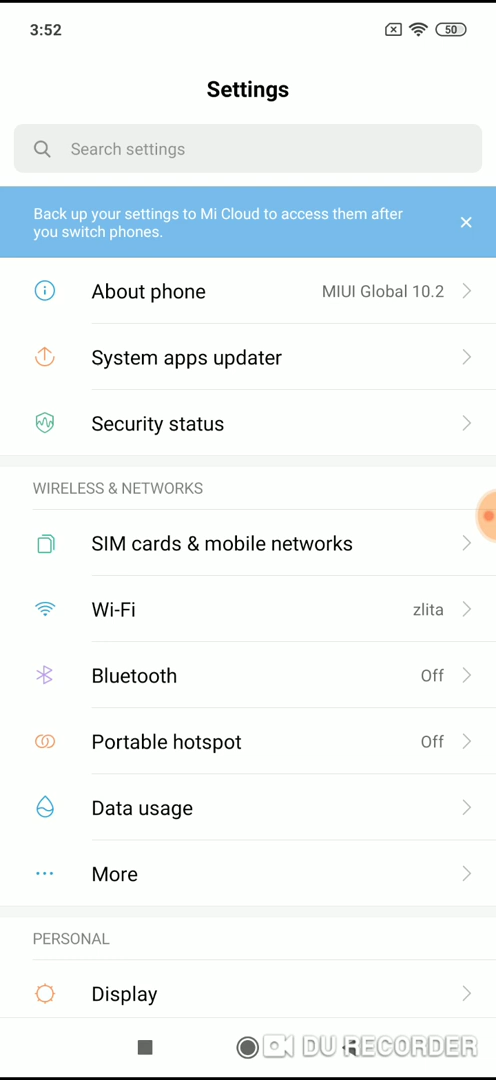 3:52
50
Settings
Search settings
Back up your settings to Mi Cloud to access them after
you switch phones.
About phone MIUI Global 10.2
System apps updater
Security status
WIRELESS & NETWORKS
SIM cards & mobile networks
Wi-Fi zlita
Bluetooth Off
Portable hotspot Off
Data usage
More
PERSONAL
Display
DU RECORDER